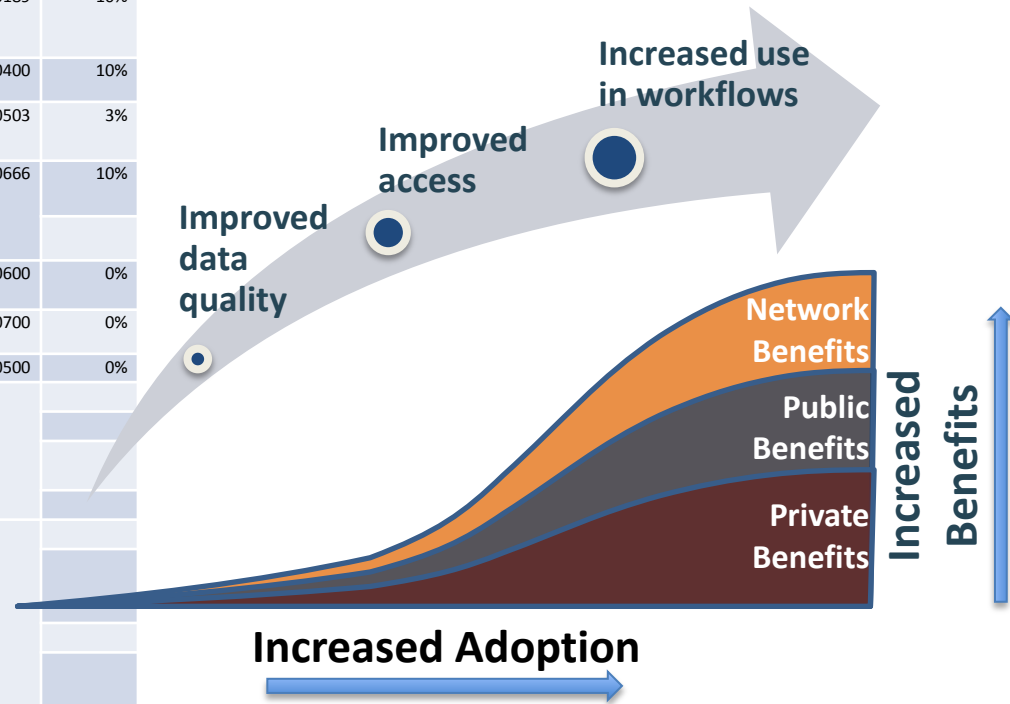 10%
0400 10%
0503 3%
0666 10%
0600 0%
0700 0%
0500 0%
Increased use
in workflows
Improved
access
Improved
data
quality
Network
Benefits
Public
Benefits
Private
Benefits
Increased
Benefits
Increased Adoption